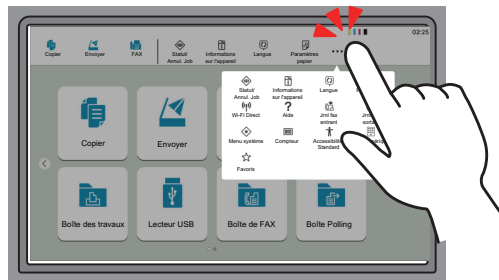 02:25
Copier
Envoyer
FAX
Statut/
Annul. Job
Informations
sur l'appareil
Langue
Paramètres
papier
Statut/
Annul. Job
Informations
sur l'appareil
Langue
Wi-Fi Direct
Aide
Jrnl fax
entrant
Menu système
Compteur
Accessibilité
Standard
Favoris
Copier
Envoyer
Boîte des travaux
Lecteur USB
Boîte de FAX
Boîte Polling